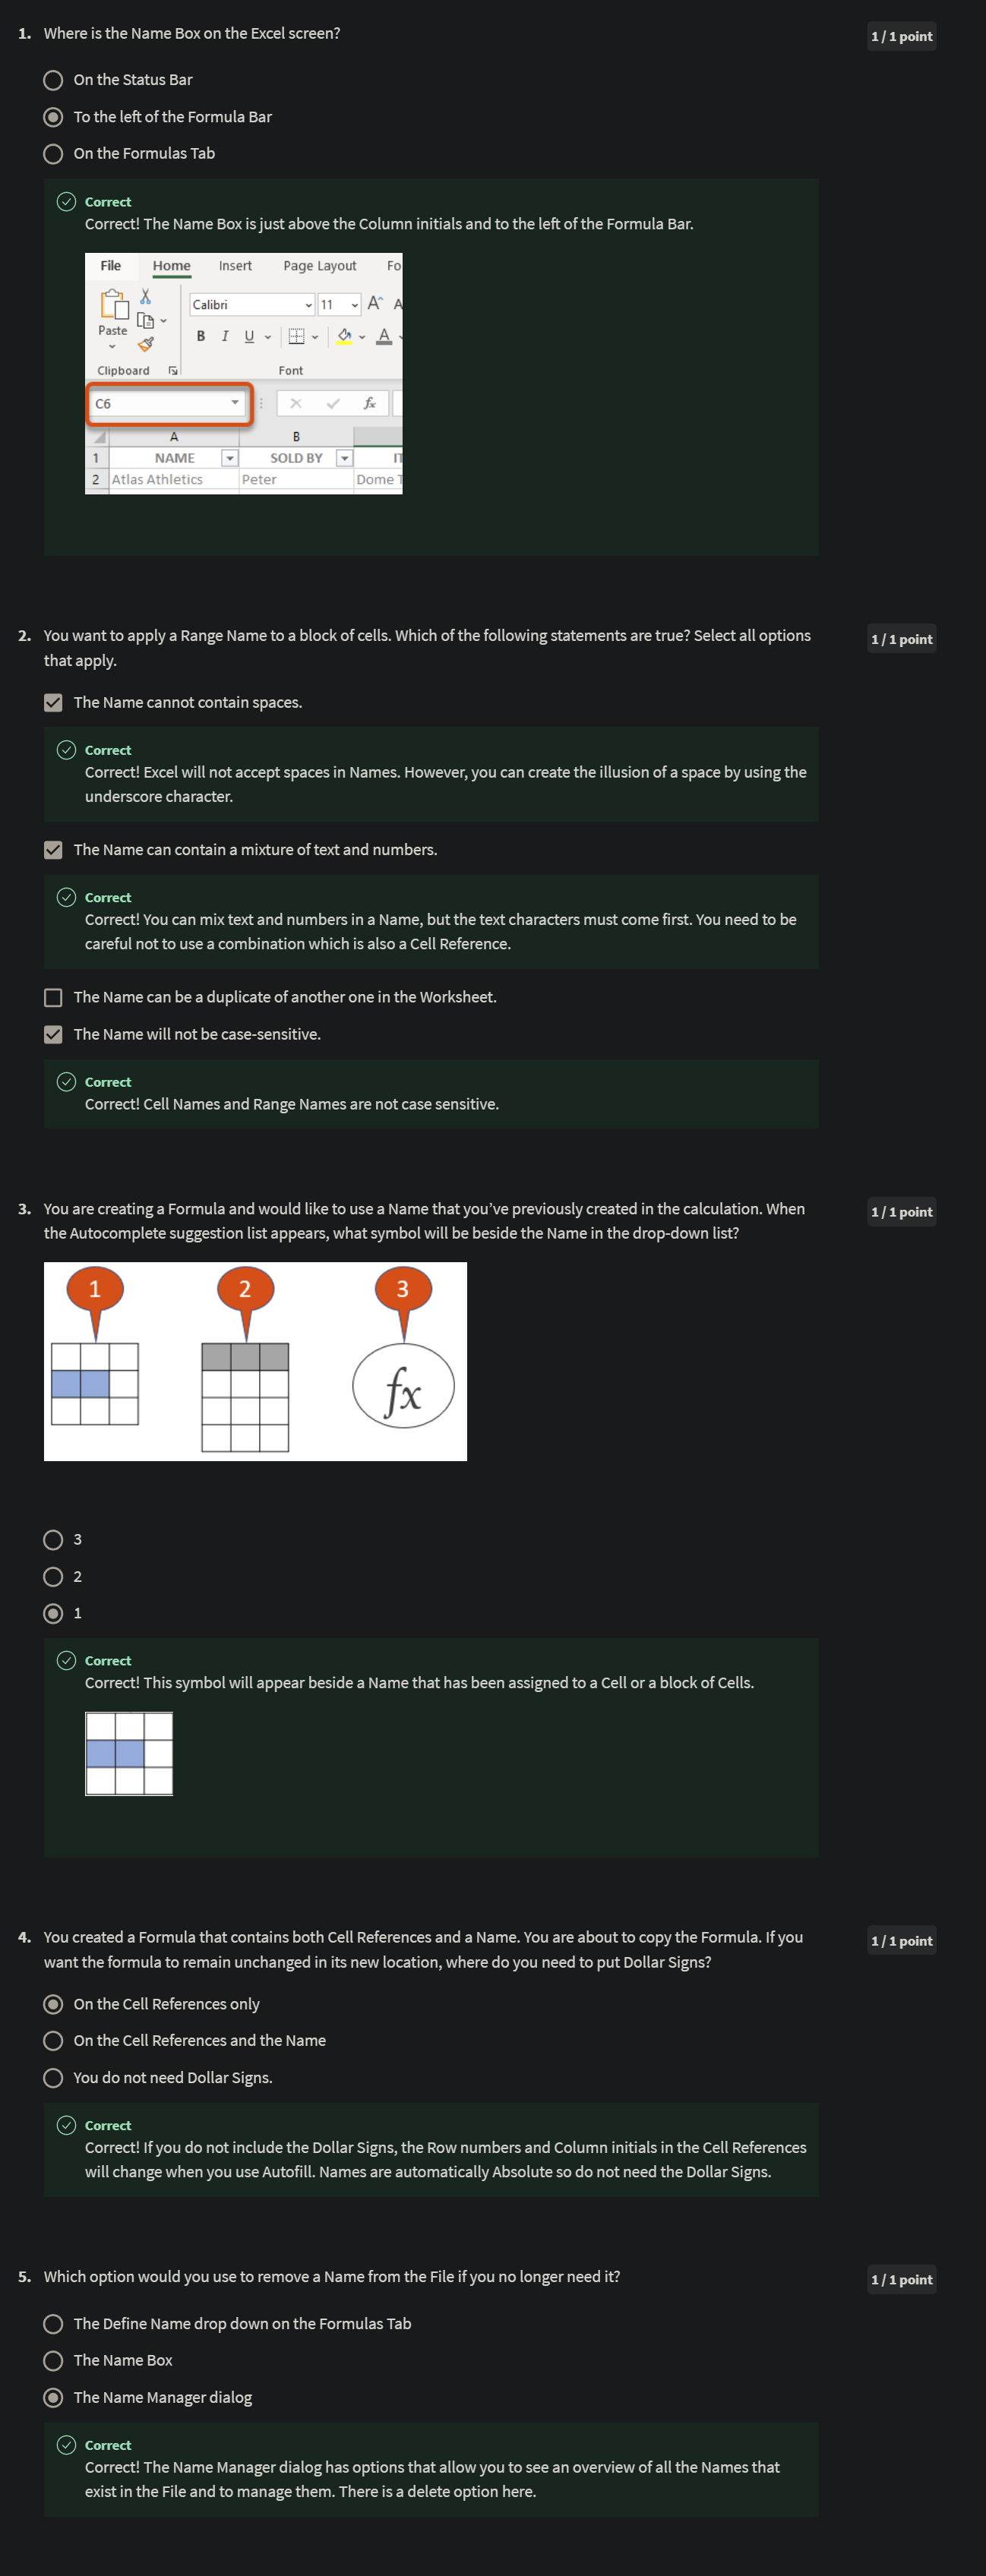 1. Where is the Name Box on the Excel screen?
1 / 1 point
On the Status Bar
To the left of the Formula Bar
On the Formulas Tab
Correct
Correct! The Name Box is just above the Column initials and to the left of the Formula Bar.
File Home Insert Page Layout Fo
Calibri 11 A A
Paste
B I U A
Clipboard Font
C6 fx
A B
1 NAME SOLD BY IT
2 Atlas Athletics Peter Dome T
2. You want to apply a Range Name to a block of cells. Which of the following statements are true? Select all options
that apply.
1 / 1 point
The Name cannot contain spaces.
Correct
Correct! Excel will not accept spaces in Names. However, you can create the illusion of a space by using the
underscore character.
The Name can contain a mixture of text and numbers.
Correct
Correct! You can mix text and numbers in a Name, but the text characters must come first. You need to be
careful not to use a combination which is also a Cell Reference.
The Name can be a duplicate of another one in the Worksheet.
The Name will not be case-sensitive.
Correct
Correct! Cell Names and Range Names are not case sensitive.
3. You are creating a Formula and would like to use a Name that you’ve previously created in the calculation. When
the Autocomplete suggestion list appears, what symbol will be beside the Name in the drop-down list?
1 / 1 point
1 2 3
fx
3
2
1
Correct
Correct! This symbol will appear beside a Name that has been assigned to a Cell or a block of Cells.
4. You created a Formula that contains both Cell References and a Name. You are about to copy the Formula. If you
want the formula to remain unchanged in its new location, where do you need to put Dollar Signs?
1 / 1 point
On the Cell References only
On the Cell References and the Name
You do not need Dollar Signs.
Correct
Correct! If you do not include the Dollar Signs, the Row numbers and Column initials in the Cell References
will change when you use Autofill. Names are automatically Absolute so do not need the Dollar Signs.
5. Which option would you use to remove a Name from the File if you no longer need it?
1 / 1 point
The Define Name drop down on the Formulas Tab
The Name Box
The Name Manager dialog
Correct
Correct! The Name Manager dialog has options that allow you to see an overview of all the Names that
exist in the File and to manage them. There is a delete option here.